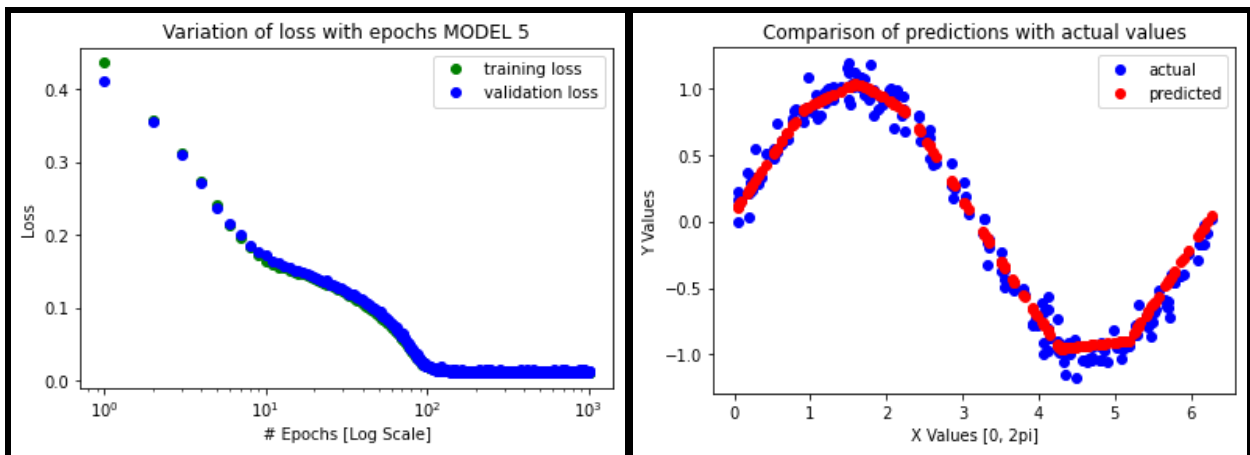 Variation of loss with epochs MODEL 5
training loss
validation loss
Loss
0.4
0.3
0.2
0.1
0.0
10⁰
10¹
10²
10³
# Epochs [Log Scale]
Comparison of predictions with actual values
actual
predicted
Y Values
1.0
0.5
0.0
−0.5
−1.0
0 1 2 3 4 5 6
X Values [0, 2pi]